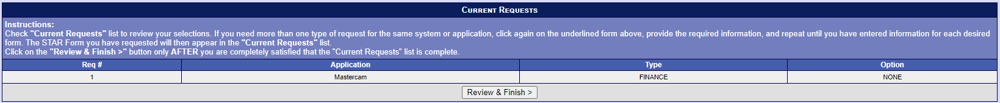 CURRENT REQUESTS
Instructions:
Check "Current Requests" list to review your selections. If you need more than one type of request for the same system or application, click again on the underlined form above, provide the required information, and repeat until you have entered information for each desired
form. The STAR Form you have requested will then appear in the "Current Requests" list.
Click on the "Review & Finish >" button only AFTER you are completely satisfied that the "Current Requests" list is complete.
Req # Application Type Option
1 Mastercam FINANCE NONE
Review & Finish >